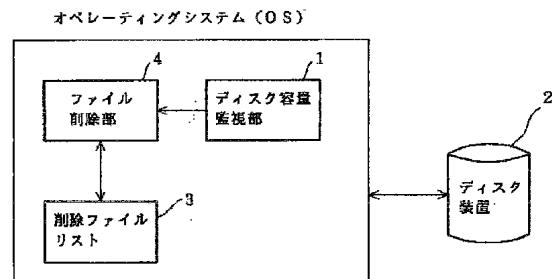 オペレーティングシステム（OS）
4
1
ファイル
削除部
ディスク容量
監視部
2
ディスク
装置
3
削除ファイル
リスト